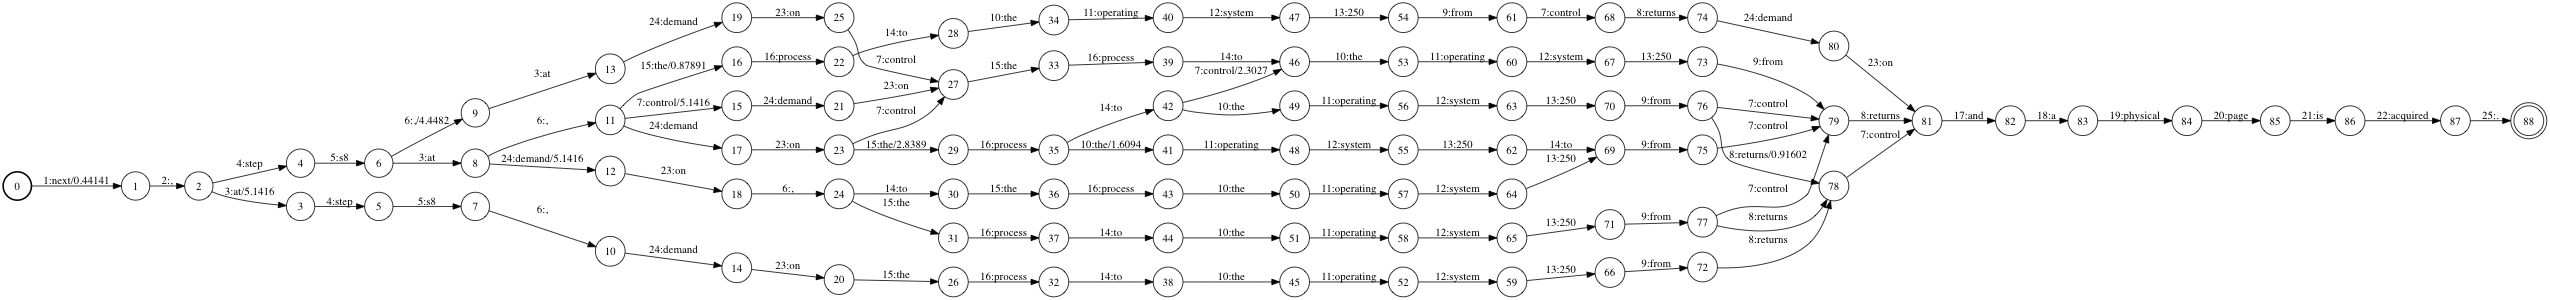 19 25 34 40 47 54 61 68 74
23:on 11:operating 12:system 13:250 9:from 7:control 8:returns
24:demand 10:the 24:demand
14:to 28
80
3:at 13 15:the/0.87891 16 16:process 22 7:control 15:the 33 16:process 39 14:to 46 10:the 53 11:operating 60 12:system 67 13:250 73 9:from 23:on
7:control/2.3027
27
23:on
6:,/4.4482 9 7:control/5.1416 15 24:demand 21 7:control 14:to 42 10:the 49 11:operating 56 12:system 63 13:250 70 9:from 76 7:control
6:, 11 24:demand 79 8:returns 81 17:and 82 18:a 83 19:physical 84 20:page 85 21:is 86 22:acquired 87 25:. 88
7:control 7:control
17 23:on 23 15:the/2.8389 29 16:process 35 10:the/1.6094 41 11:operating 48 12:system 55 13:250 62 14:to 69 9:from 75
4:step 4 5:s8 6 3:at 8 24:demand/5.1416 13:250 8:returns/0.91602
12 23:on
0 1:next/0.44141 1 2:, 2 3:at/5.1416 18 6:, 24 14:to 30 15:the 36 16:process 43 10:the 50 11:operating 57 12:system 64 7:control 78
15:the
3 4:step 5 5:s8 7 6:, 8:returns
31 16:process 37 14:to 44 10:the 51 11:operating 58 12:system 65 13:250 71 9:from 77
8:returns
10 24:demand 14 23:on 20 15:the 26 16:process 32 14:to 38 10:the 45 11:operating 52 12:system 59 13:250 66 9:from 72